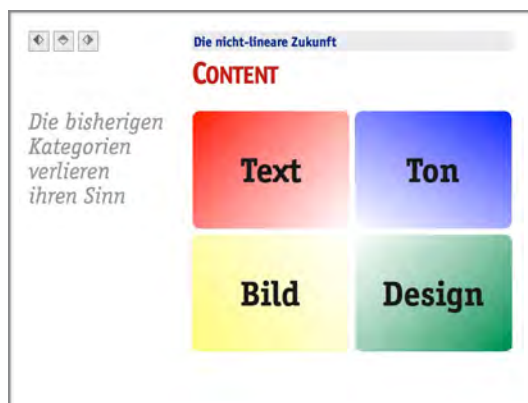 Die nicht-lineare Zukunft
CONTENT
Die bisherigen
Kategorien
verlieren
ihren Sinn
Text
Ton
Bild
Design